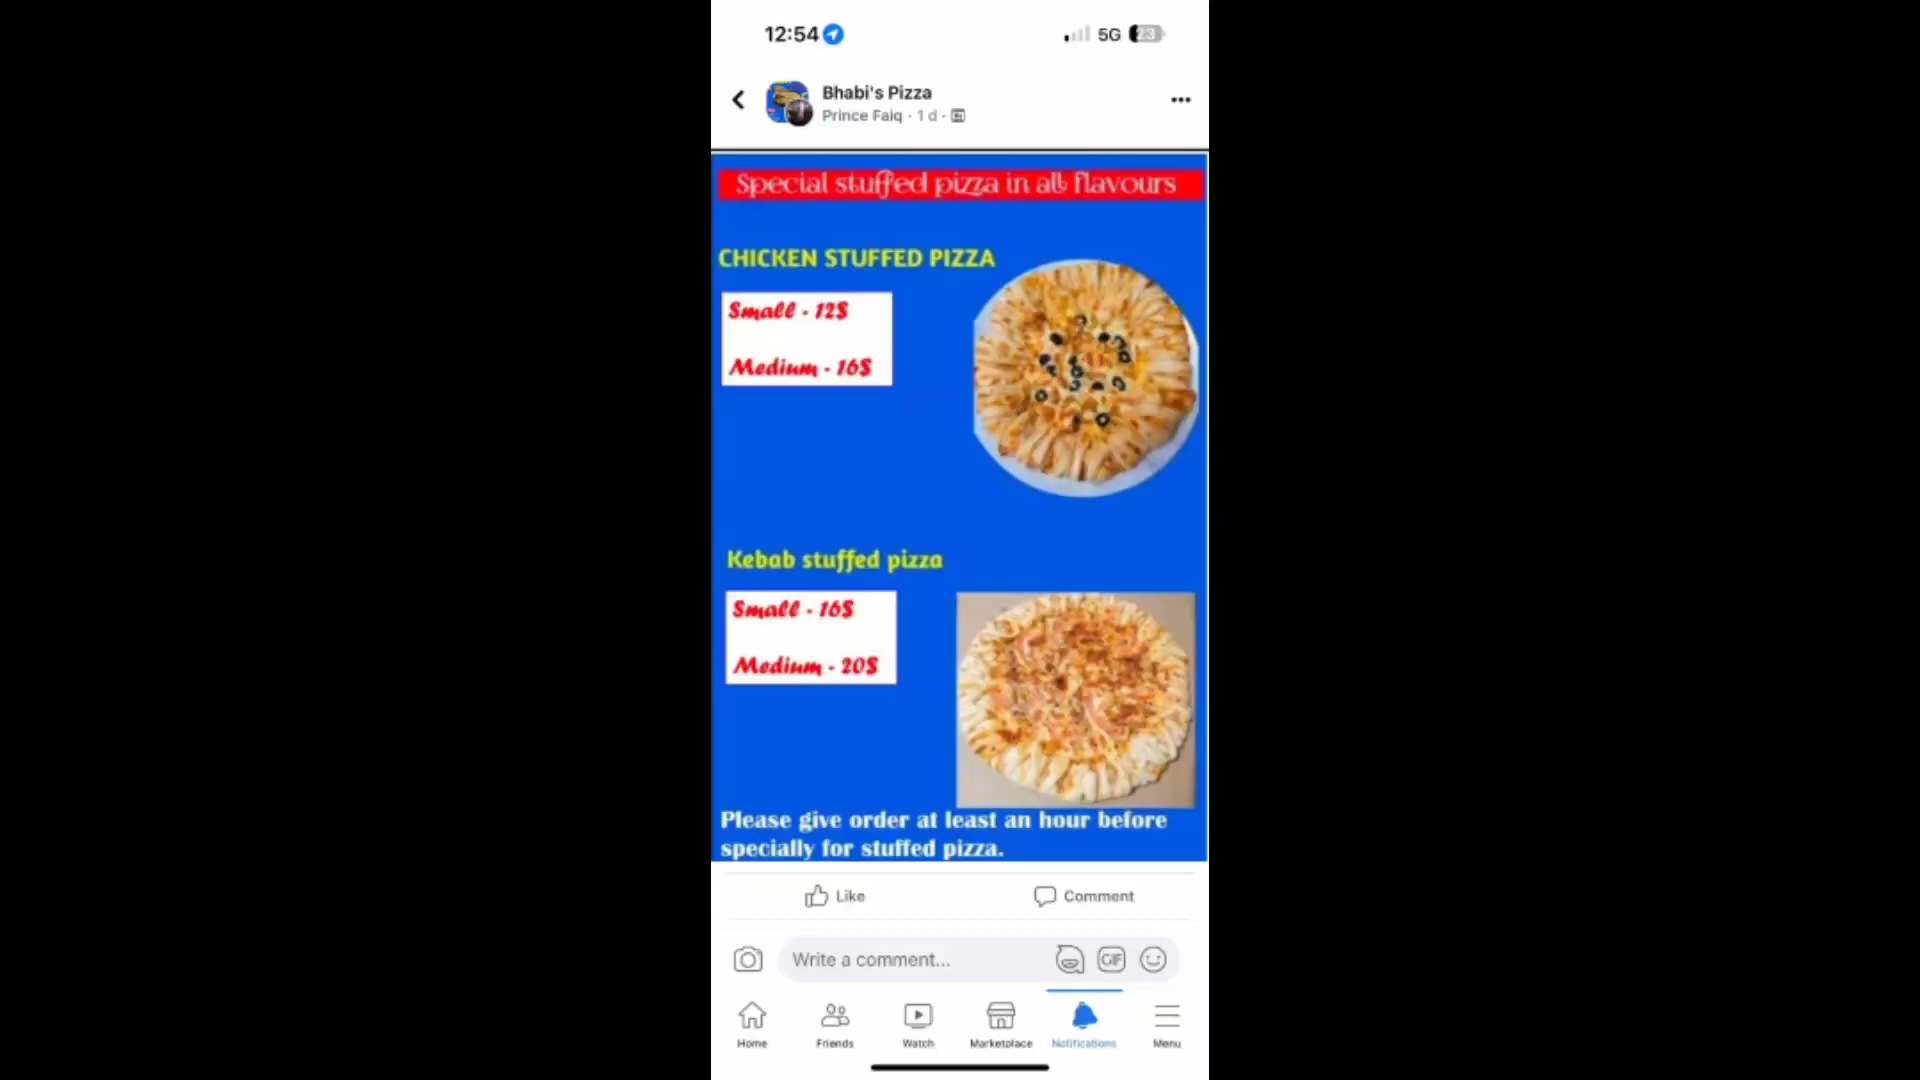 12:54
5G 23
Bhabi's Pizza
Prince Faiq · 1 d ·
Special stuffed pizza in all flavours
CHICKEN STUFFED PIZZA
Small - 12$
Medium - 16$
Kebab stuffed pizza
Small - 16$
Medium - 20$
Please give order at least an hour before
specially for stuffed pizza.
Like
Comment
Write a comment...
GIF
Home
Friends
Watch
Marketplace
Notifications
Menu